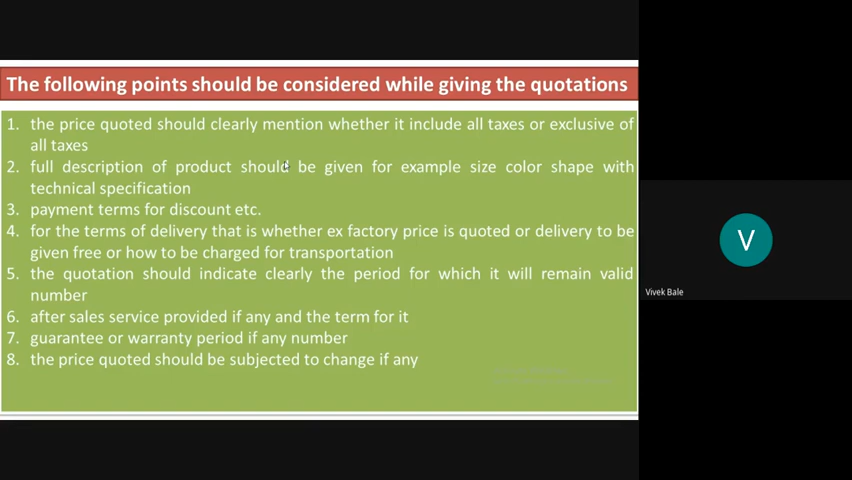 The following points should be considered while giving the quotations
1. the price quoted should clearly mention whether it include all taxes or exclusive of
all taxes
2. full description of product should be given for example size color shape with
technical specification
3. payment terms for discount etc.
4. for the terms of delivery that is whether ex factory price is quoted or delivery to be
given free or how to be charged for transportation
5. the quotation should indicate clearly the period for which it will remain valid
number
6. after sales service provided if any and the term for it
7. guarantee or warranty period if any number
8. the price quoted should be subjected to change if any
V
Vivek Bale